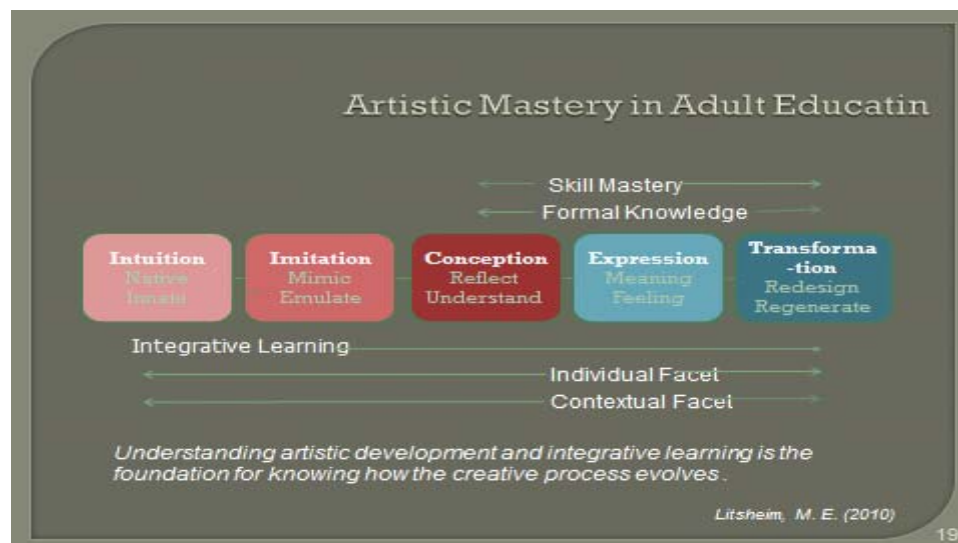 Artistic Mastery in Adult Educatin
Skill Mastery
Formal Knowledge
Intuition
Native
Innate
Imitation
Mimic
Emulate
Conception
Reflect
Understand
Expression
Meaning
Feeling
Transforma
-tion
Redesign
Regenerate
Integrative Learning
Individual Facet
Contextual Facet
Understanding artistic development and integrative learning is the
foundation for knowing how the creative process evolves .
Litsheim, M. E. (2010)
19